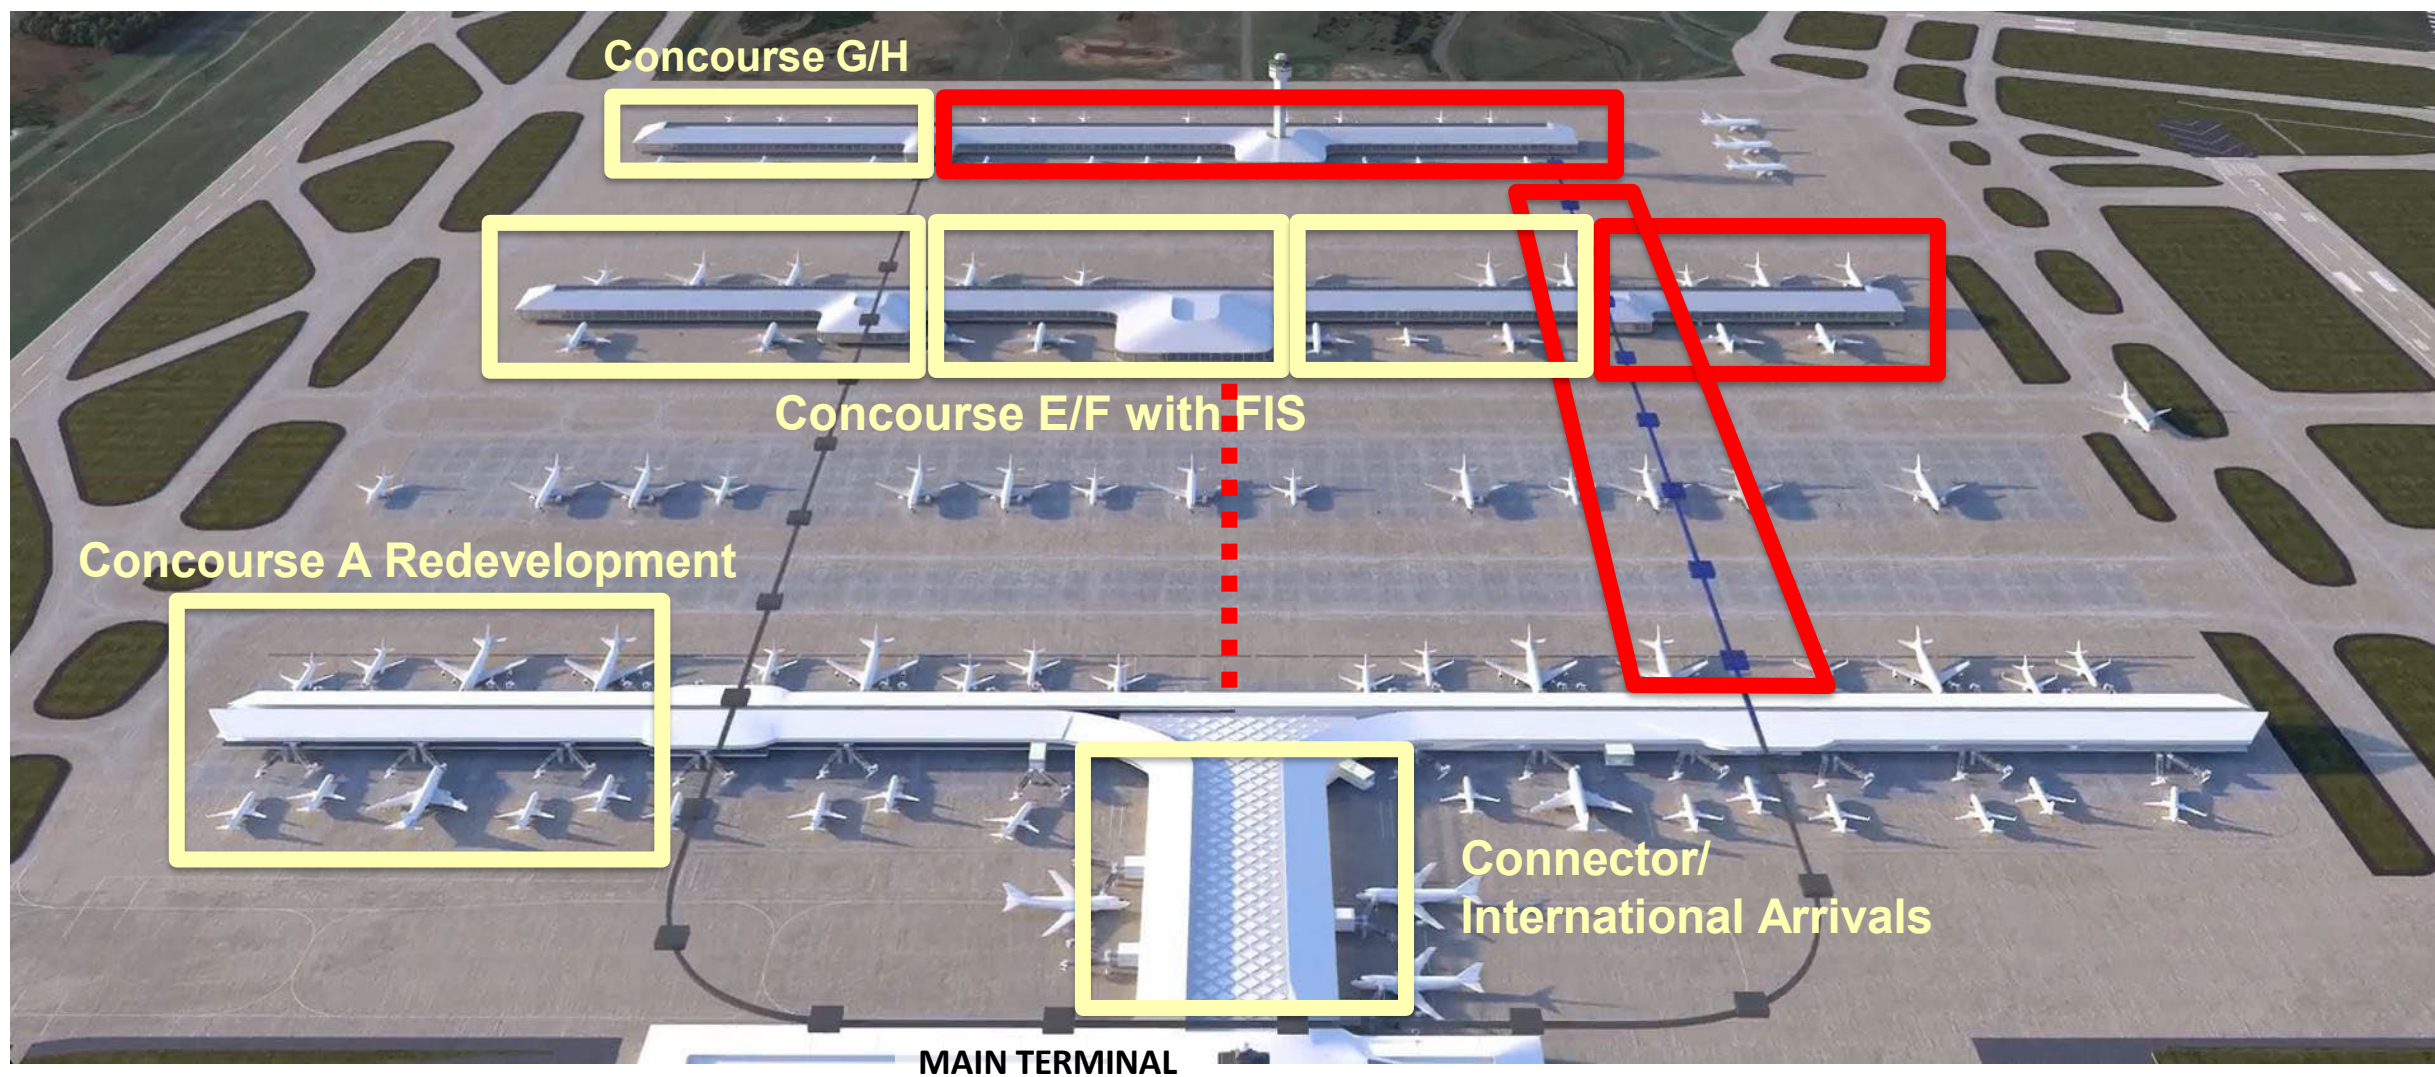 Concourse G/H
Concourse E/F with FIS
Concourse A Redevelopment
Connector/
International Arrivals
MAIN TERMINAL